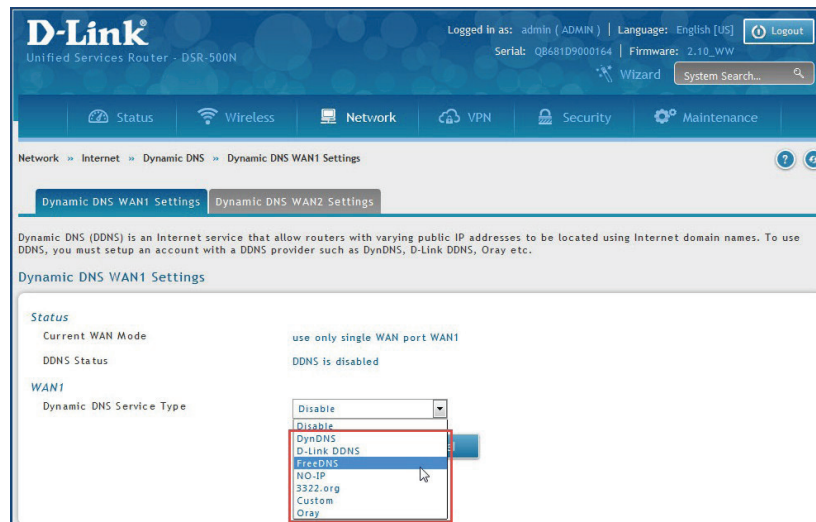 D-Link®
Logged in as: admin ( ADMIN ) | Language: English [US] Logout
Unified Services Router - DSR-500N
Serial: QB681D9000164 | Firmware: 2.10_WW
Wizard System Search...
Status Wireless Network VPN Security Maintenance
Network » Internet » Dynamic DNS » Dynamic DNS WAN1 Settings ?
Dynamic DNS WAN1 Settings Dynamic DNS WAN2 Settings
Dynamic DNS (DDNS) is an Internet service that allow routers with varying public IP addresses to be located using Internet domain names. To use
DDNS, you must setup an account with a DDNS provider such as DynDNS, D-Link DDNS, Oray etc.
Dynamic DNS WAN1 Settings
Status
Current WAN Mode use only single WAN port WAN1
DDNS Status DDNS is disabled
WAN1
Dynamic DNS Service Type Disable
Disable
DynDNS
D-Link DDNS
FreeDNS
NO-IP
3322.org
Custom
Oray